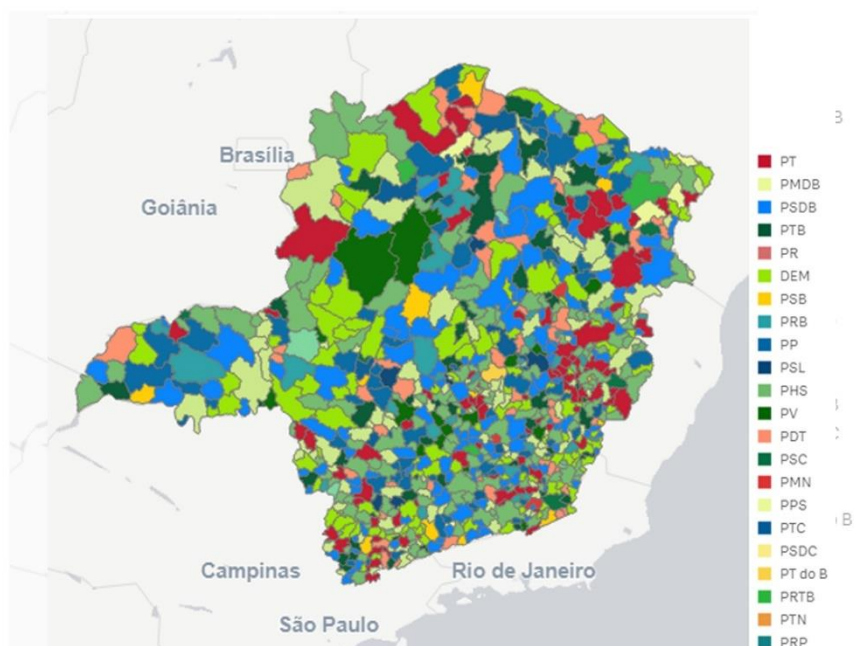 Brasília
Goiânia
Campinas
Rio de Janeiro
São Paulo
PT
PMDB
PSDB
PTB
PR
DEM
PSB
PRB
PP
PSL
PHS
PV
PDT
PSC
PMN
PPS
PTC
PSDC
PT do B
PRTB
PTN
PRP